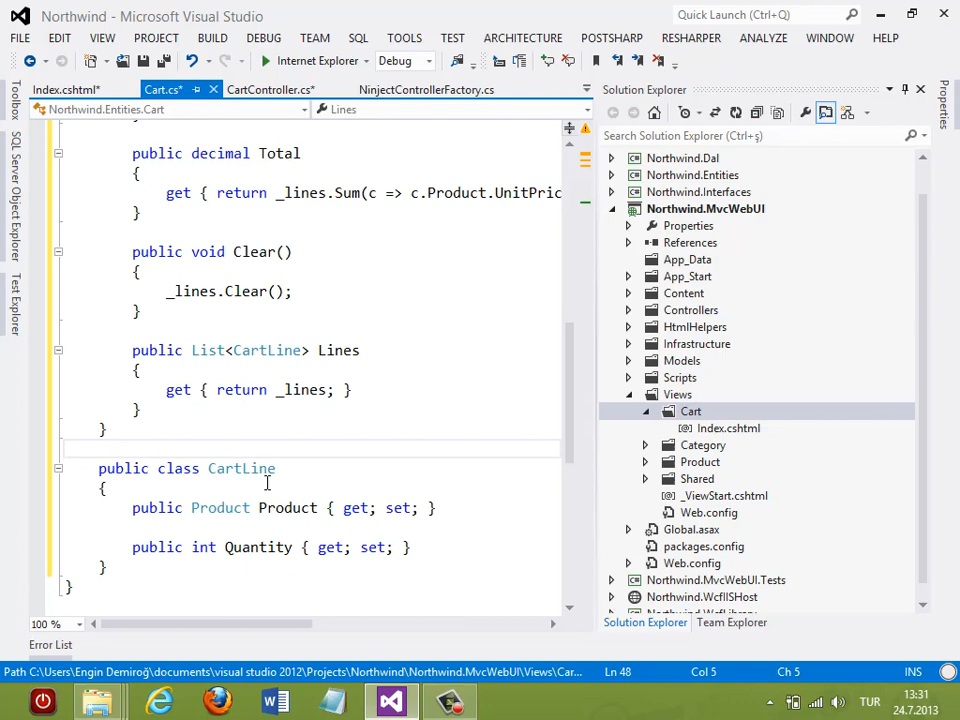 Northwind - Microsoft Visual Studio
Quick Launch (Ctrl+Q)
FILE EDIT VIEW PROJECT BUILD DEBUG TEAM SQL TOOLS TEST ARCHITECTURE POSTSHARP RESHARPER ANALYZE WINDOW HELP
Internet Explorer Debug
Index.cshtml* Cart.cs* CartController.cs* NinjectControllerFactory.cs
Northwind.Entities.Cart Lines
Toolbox
SQL Server Object Explorer
Test Explorer
}
public decimal Total
{
get { return _lines.Sum(c => c.Product.UnitPric
}
public void Clear()
{
_lines.Clear();
}
public List<CartLine> Lines
{
get { return _lines; }
}
}
public class CartLine
{
public Product Product { get; set; }
public int Quantity { get; set; }
}
}
100 %
Error List
Solution Explorer
Search Solution Explorer (Ctrl+ş)
Northwind.Dal
Northwind.Entities
Northwind.Interfaces
Northwind.MvcWebUI
Properties
References
App_Data
App_Start
Content
Controllers
HtmlHelpers
Infrastructure
Models
Scripts
Views
Cart
Index.cshtml
Category
Product
Shared
_ViewStart.cshtml
Web.config
Global.asax
packages.config
Web.config
Northwind.MvcWebUI.Tests
Northwind.WcfIISHost
Northwind.WcfLibrary
Solution Explorer Team Explorer
Properties
Path C:\Users\Engin Demiroğ\documents\visual studio 2012\Projects\Northwind\Northwind.MvcWebUI\Views\Car... Ln 48 Col 5 Ch 5 INS
TUR
13:31
24.7.2013